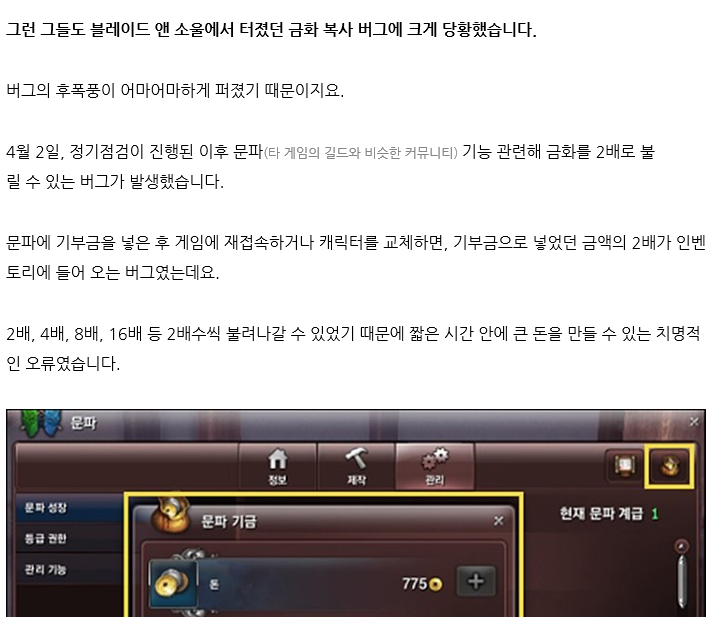 그런 그들도 블레이드 앤 소울에서 터졌던 금화 복사 버그에 크게 당황했습니다.
버그의 후폭풍이 어마어마하게 퍼졌기 때문이지요.
4월 2일, 정기점검이 진행된 이후 문파(타 게임의 길드와 비슷한 커뮤니티) 기능 관련해 금화를 2배로 불
릴 수 있는 버그가 발생했습니다.
문파에 기부금을 넣은 후 게임에 재접속하거나 캐릭터를 교체하면, 기부금으로 넣었던 금액의 2배가 인벤
토리에 들어 오는 버그였는데요.
2배, 4배, 8배, 16배 등 2배수씩 불려나갈 수 있었기 때문에 짧은 시간 안에 큰 돈을 만들 수 있는 치명적
인 오류였습니다.
문파
정보 제작 관리
문파 성장
등급 권한
관리 기능
문파 기금
돈 775
현재 문파 계급 1